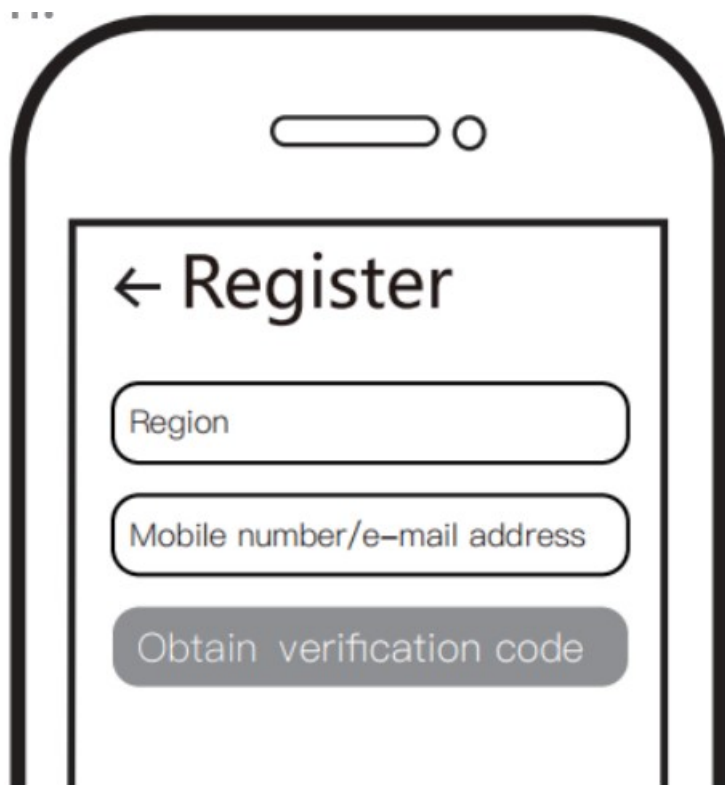 ← Register
Region
Mobile number/e-mail address
Obtain verification code